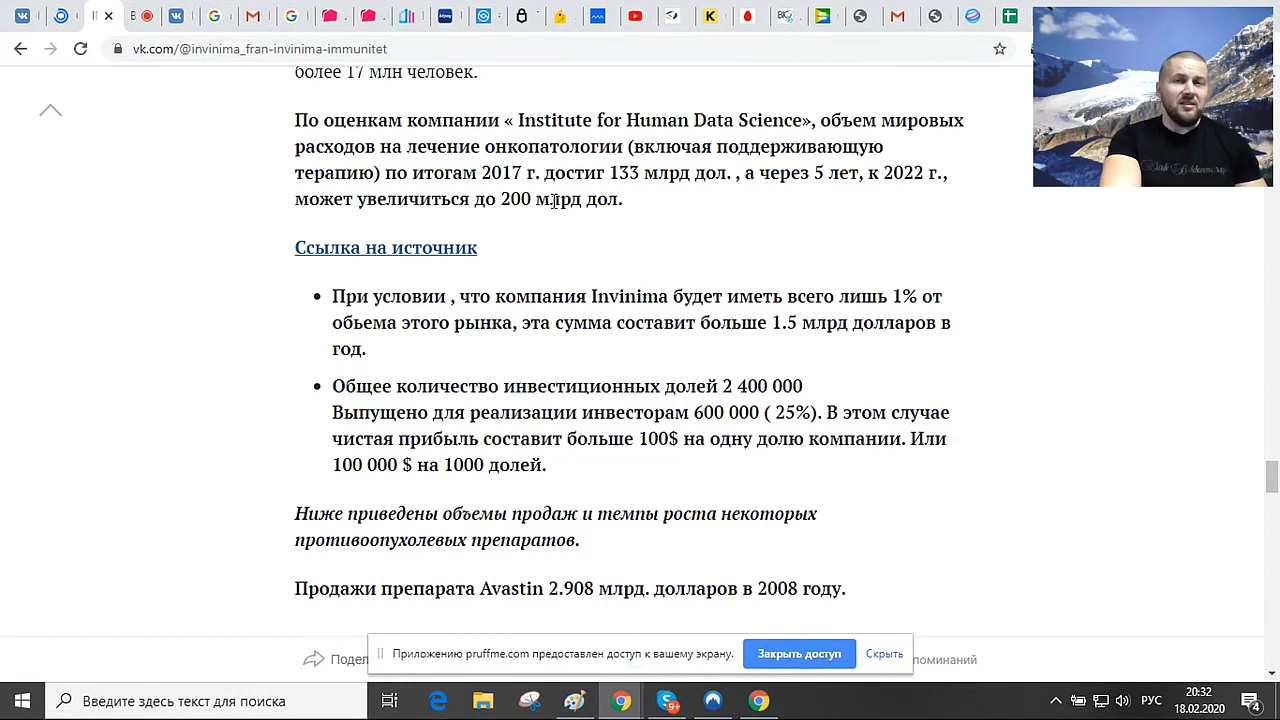 vk.com/@invinima_fran-invinima-immunitet
более 17 млн человек.
По оценкам компании « Institute for Human Data Science», объем мировых
расходов на лечение онкопатологии (включая поддерживающую
терапию) по итогам 2017 г. достиг 133 млрд дол. , а через 5 лет, к 2022 г.,
может увеличиться до 200 млрд дол.
Ссылка на источник
При условии , что компания Invinima будет иметь всего лишь 1% от
обьема этого рынка, эта сумма составит больше 1.5 млрд долларов в
год.
Общее количество инвестиционных долей 2 400 000
Выпущено для реализации инвесторам 600 000 ( 25%). В этом случае
чистая прибыль составит больше 100$ на одну долю компании. Или
100 000 $ на 1000 долей.
Ниже приведены объемы продаж и темпы роста некоторых
противоопухолевых препаратов.
Продажи препарата Avastin 2.908 млрд. долларов в 2008 году.
Подел
поминаний
Приложению pruffme.com предоставлен доступ к вашему экрану.
Закрыть доступ
Скрыть
Введите здесь текст для поиска
9+
РУС
20:32
18.02.2020
4